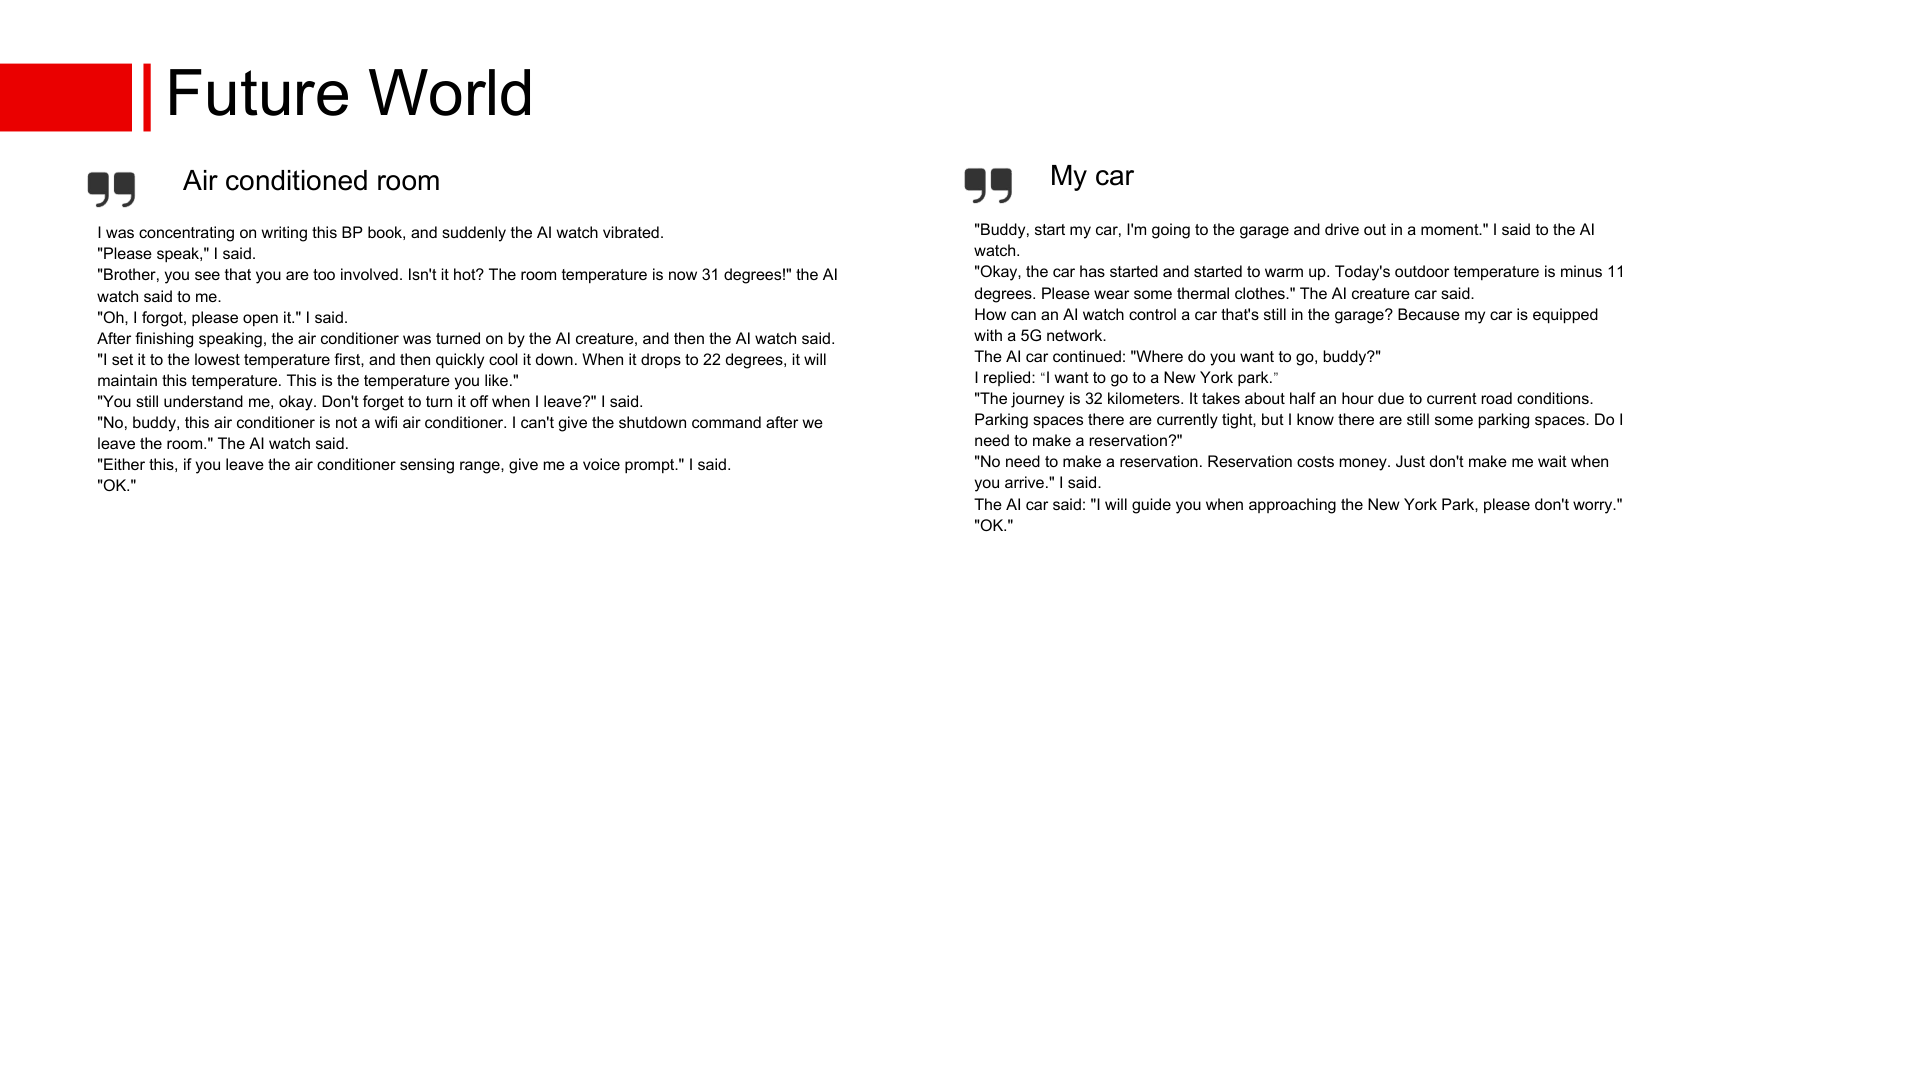 Future World
Air conditioned room
I was concentrating on writing this BP book, and suddenly the AI watch vibrated.
"Please speak," I said.
"Brother, you see that you are too involved. Isn't it hot? The room temperature is now 31 degrees!" the AI
watch said to me.
"Oh, I forgot, please open it." I said.
After finishing speaking, the air conditioner was turned on by the AI creature, and then the AI watch said.
"I set it to the lowest temperature first, and then quickly cool it down. When it drops to 22 degrees, it will
maintain this temperature. This is the temperature you like."
"You still understand me, okay. Don't forget to turn it off when I leave?" I said.
"No, buddy, this air conditioner is not a wifi air conditioner. I can't give the shutdown command after we
leave the room." The AI watch said.
"Either this, if you leave the air conditioner sensing range, give me a voice prompt." I said.
"OK."
My car
"Buddy, start my car, I'm going to the garage and drive out in a moment." I said to the AI
watch.
"Okay, the car has started and started to warm up. Today's outdoor temperature is minus 11
degrees. Please wear some thermal clothes." The AI creature car said.
How can an AI watch control a car that's still in the garage? Because my car is equipped
with a 5G network.
The AI car continued: "Where do you want to go, buddy?"
I replied: “I want to go to a New York park.”
"The journey is 32 kilometers. It takes about half an hour due to current road conditions.
Parking spaces there are currently tight, but I know there are still some parking spaces. Do I
need to make a reservation?"
"No need to make a reservation. Reservation costs money. Just don't make me wait when
you arrive." I said.
The AI car said: "I will guide you when approaching the New York Park, please don't worry."
"OK."